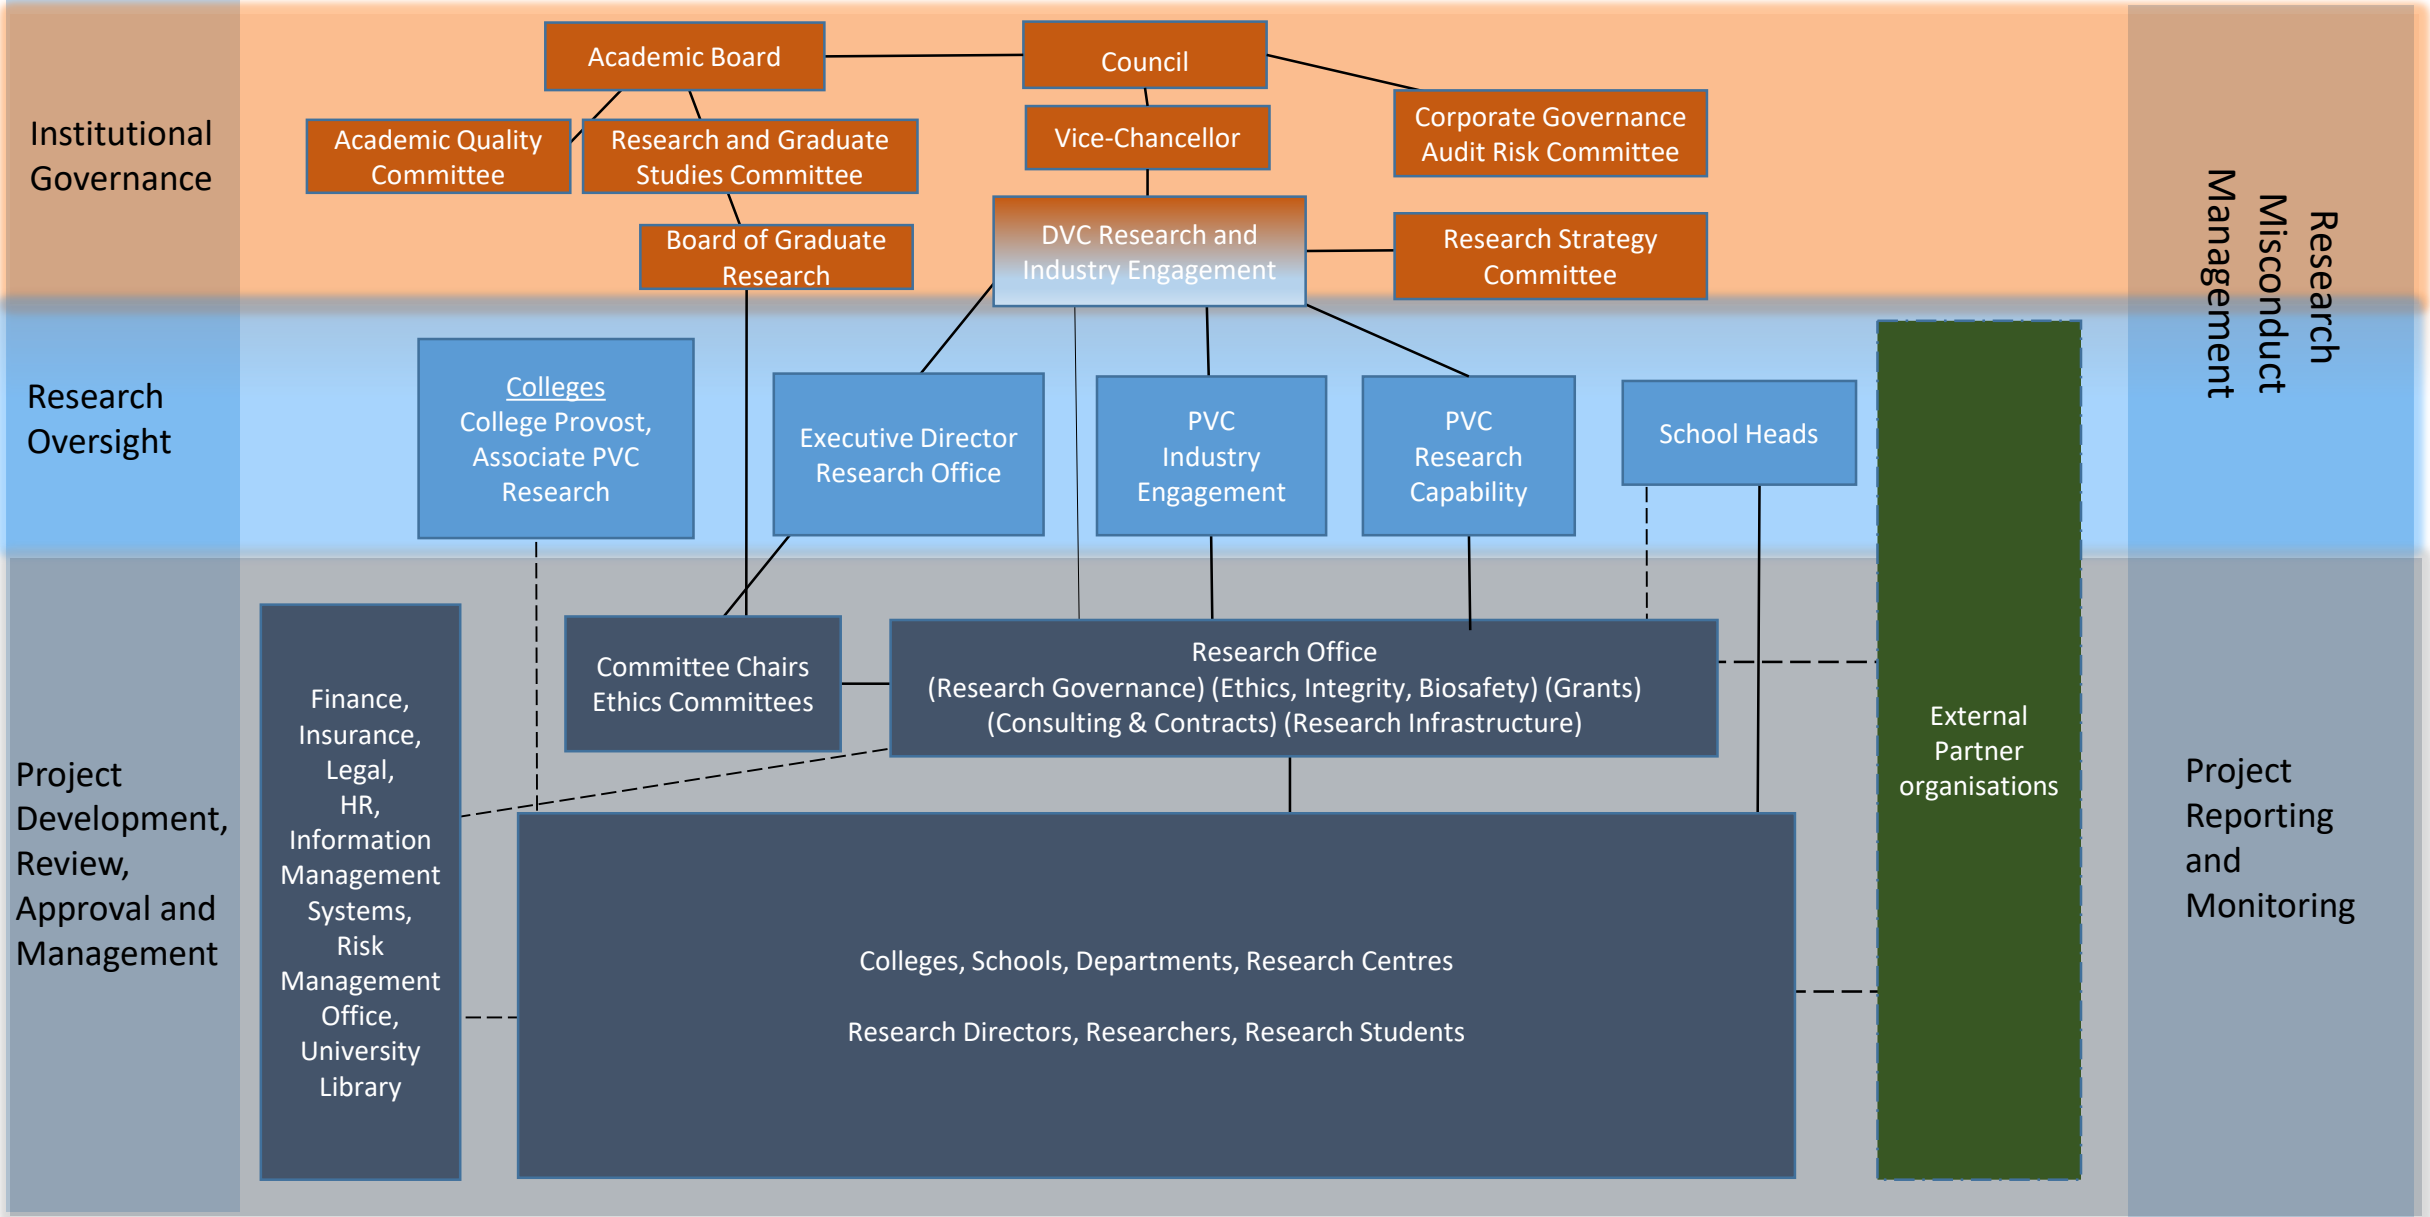 Academic Board
Council
Corporate Governance
Audit Risk Committee
Vice-Chancellor
Institutional
Governance
Academic Quality
Committee
Research and Graduate
Studies Committee
Board of Graduate
Research
DVC Research and
Industry Engagement
Research Strategy
Committee
Research
Misconduct
Management
Research
Oversight
Colleges
College Provost,
Associate PVC
Research
Executive Director
Research Office
PVC
Industry
Engagement
PVC
Research
Capability
School Heads
Project
Development,
Review,
Approval and
Management
Finance,
Insurance,
Legal,
HR,
Information
Management
Systems,
Risk
Management
Office,
University
Library
Committee Chairs
Ethics Committees
Research Office
(Research Governance) (Ethics, Integrity, Biosafety) (Grants)
(Consulting & Contracts) (Research Infrastructure)
Colleges, Schools, Departments, Research Centres
Research Directors, Researchers, Research Students
External
Partner
organisations
Project
Reporting
and
Monitoring